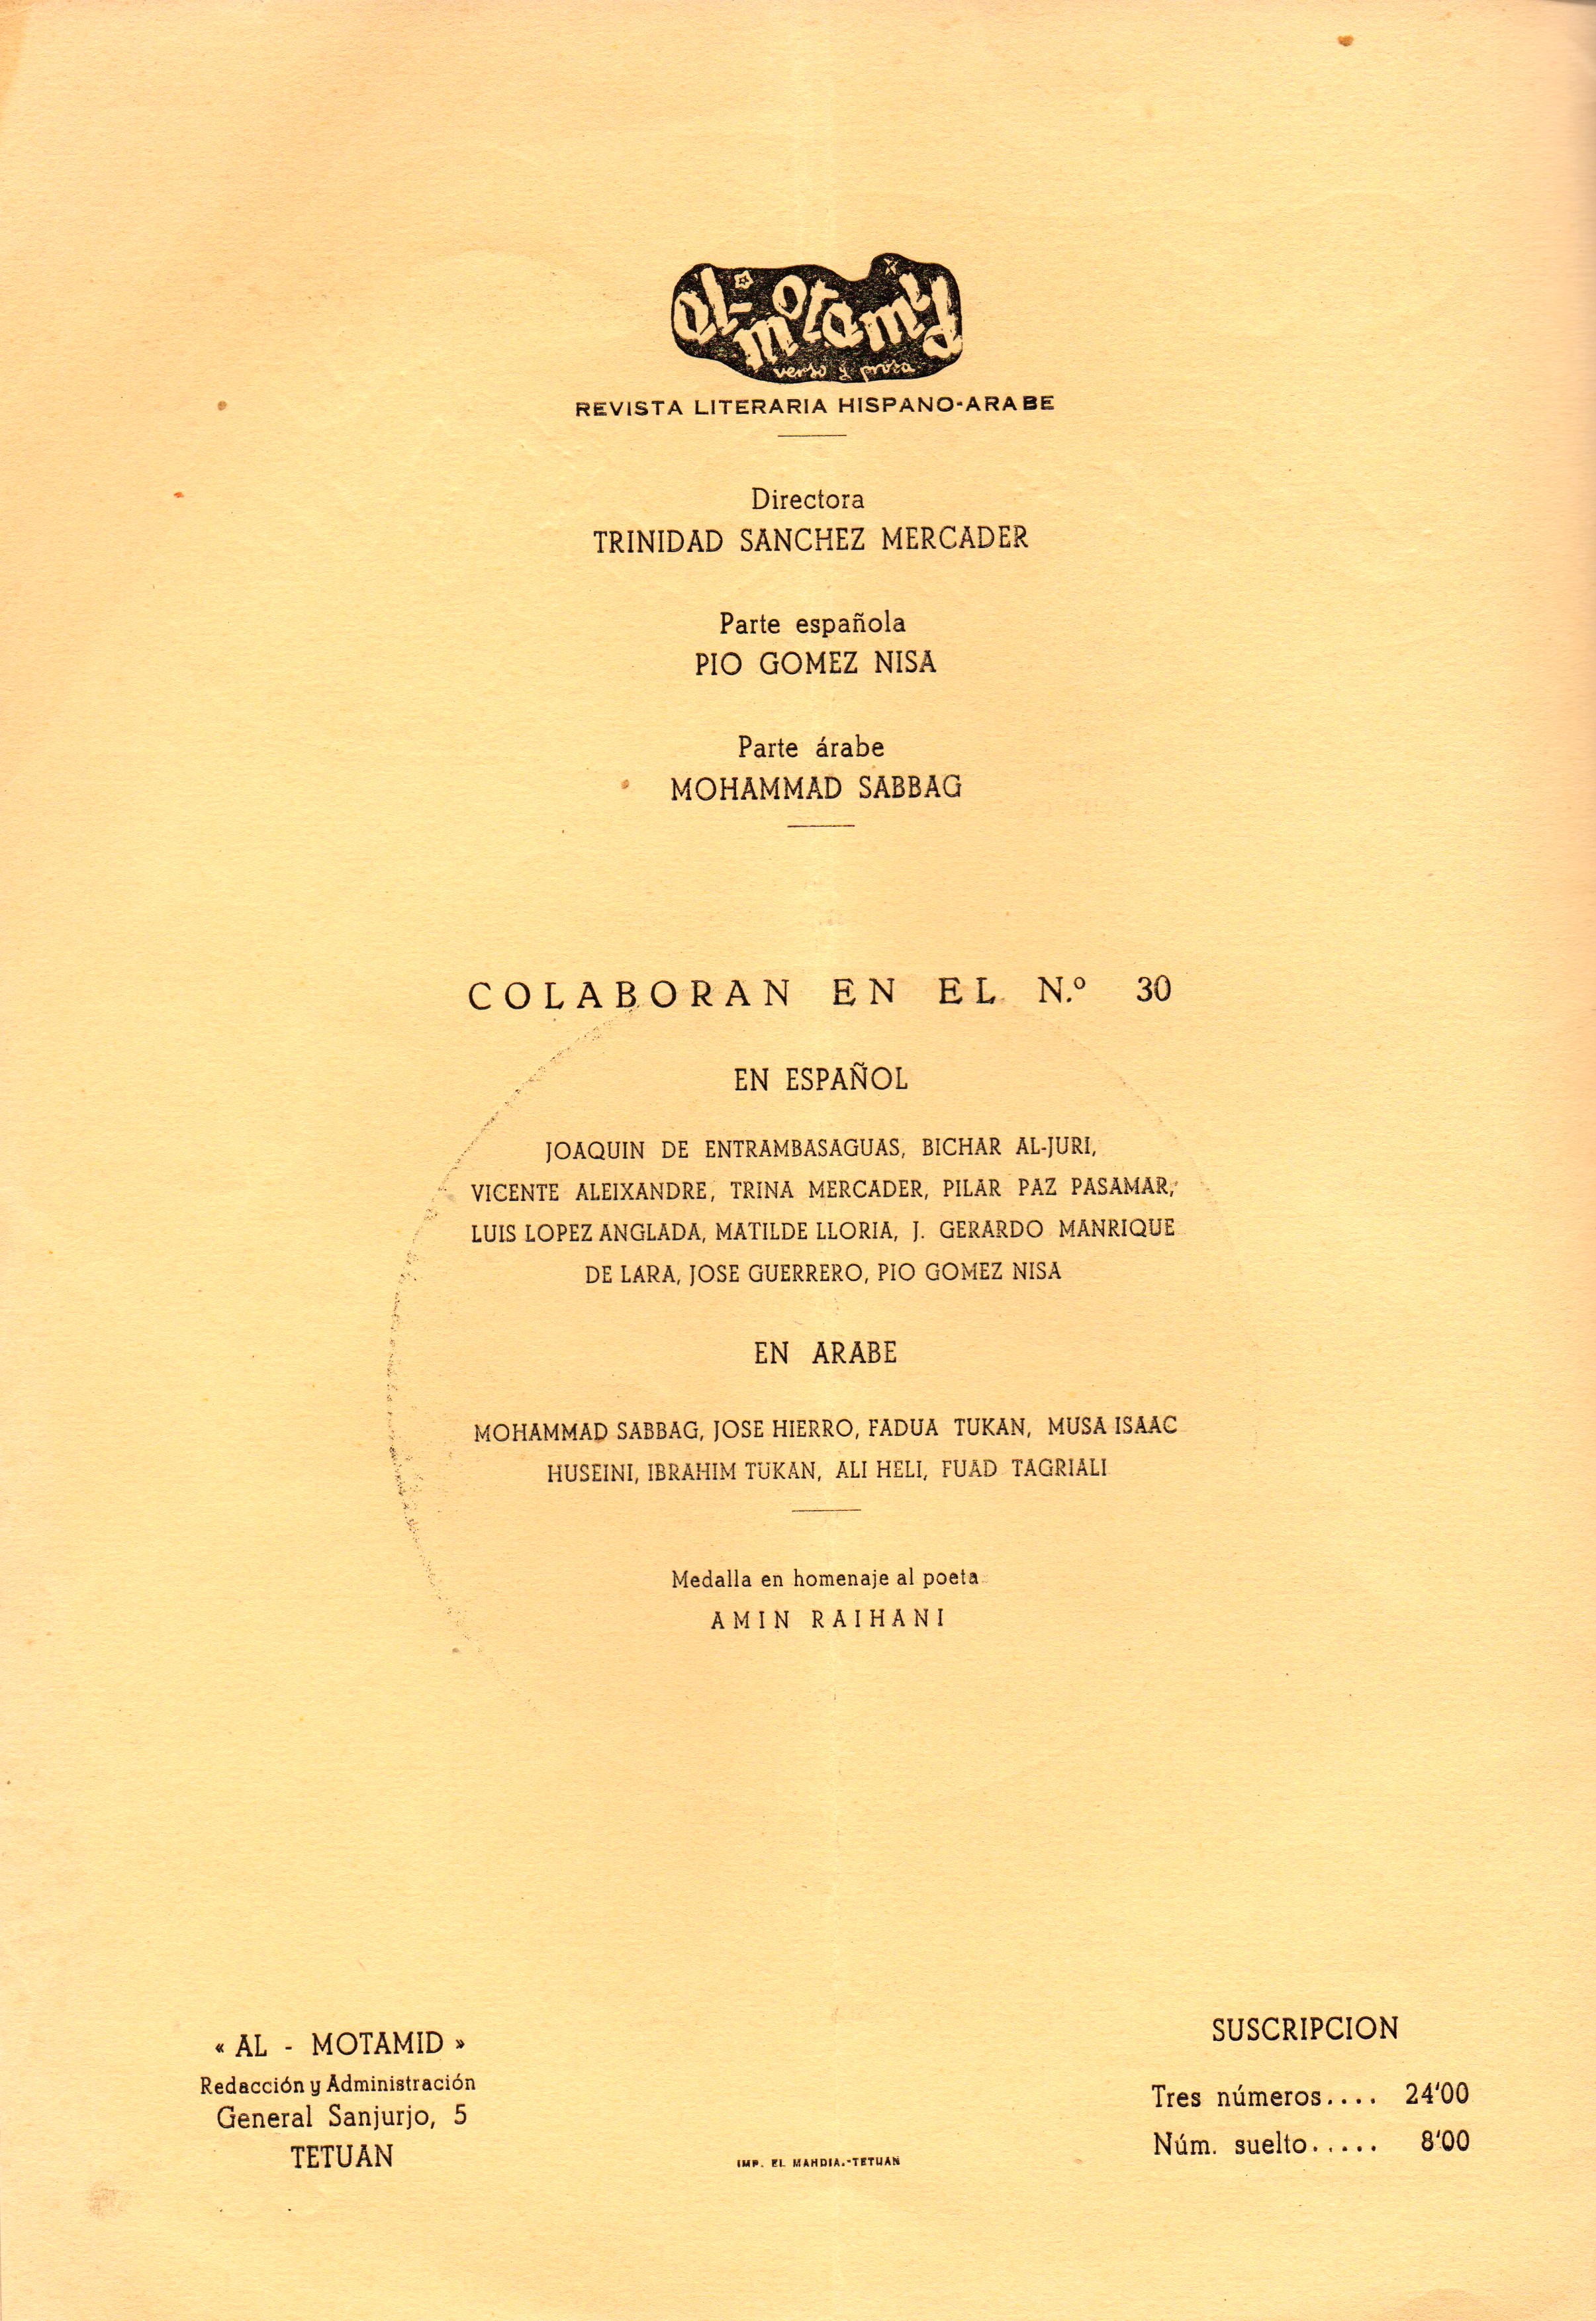 al-motamid
verso y prosa
REVISTA LITERARIA HISPANO-ARABE
Directora
TRINIDAD SANCHEZ MERCADER
Parte española
PIO GOMEZ NISA
Parte árabe
MOHAMMAD SABBAG
COLABORAN EN EL N.º 30
EN ESPAÑOL
JOAQUIN DE ENTRAMBASAGUAS, BICHAR AL-JURI,
VICENTE ALEIXANDRE, TRINA MERCADER, PILAR PAZ PASAMAR,
LUIS LOPEZ ANGLADA, MATILDE LLORIA, J. GERARDO MANRIQUE
DE LARA, JOSE GUERRERO, PIO GOMEZ NISA
EN ARABE
MOHAMMAD SABBAG, JOSE HIERRO, FADUA TUKAN, MUSA ISAAC
HUSEINI, IBRAHIM TUKAN, ALI HELI, FUAD TAGRIALI
Medalla en homenaje al poeta
AMIN RAIHANI
« AL - MOTAMID »
Redacción y Administración
General Sanjurjo, 5
TETUAN
IMP. EL MAHDIA.-TETUAN
SUSCRIPCION
Tres números.... 24'00
Núm. suelto..... 8'00